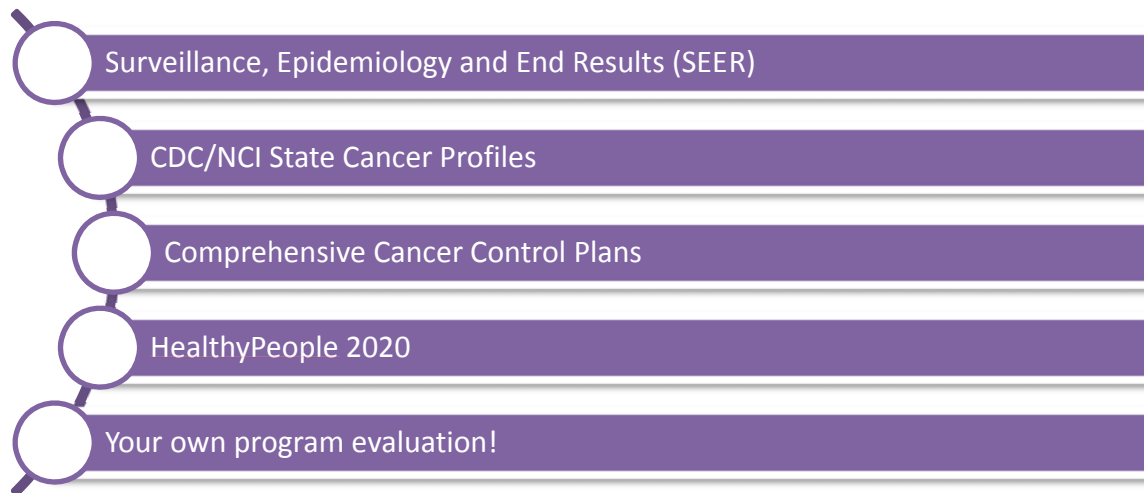 Surveillance, Epidemiology and End Results (SEER)
CDC/NCI State Cancer Profiles
Comprehensive Cancer Control Plans
HealthyPeople 2020
Your own program evaluation!